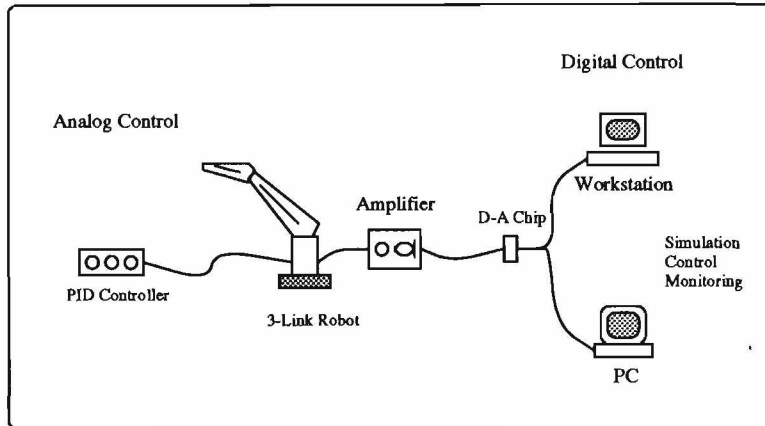 Digital Control
Analog Control
Workstation
Amplifier
D-A Chip
Simulation
Control
Monitoring
PID Controller
3-Link Robot
PC